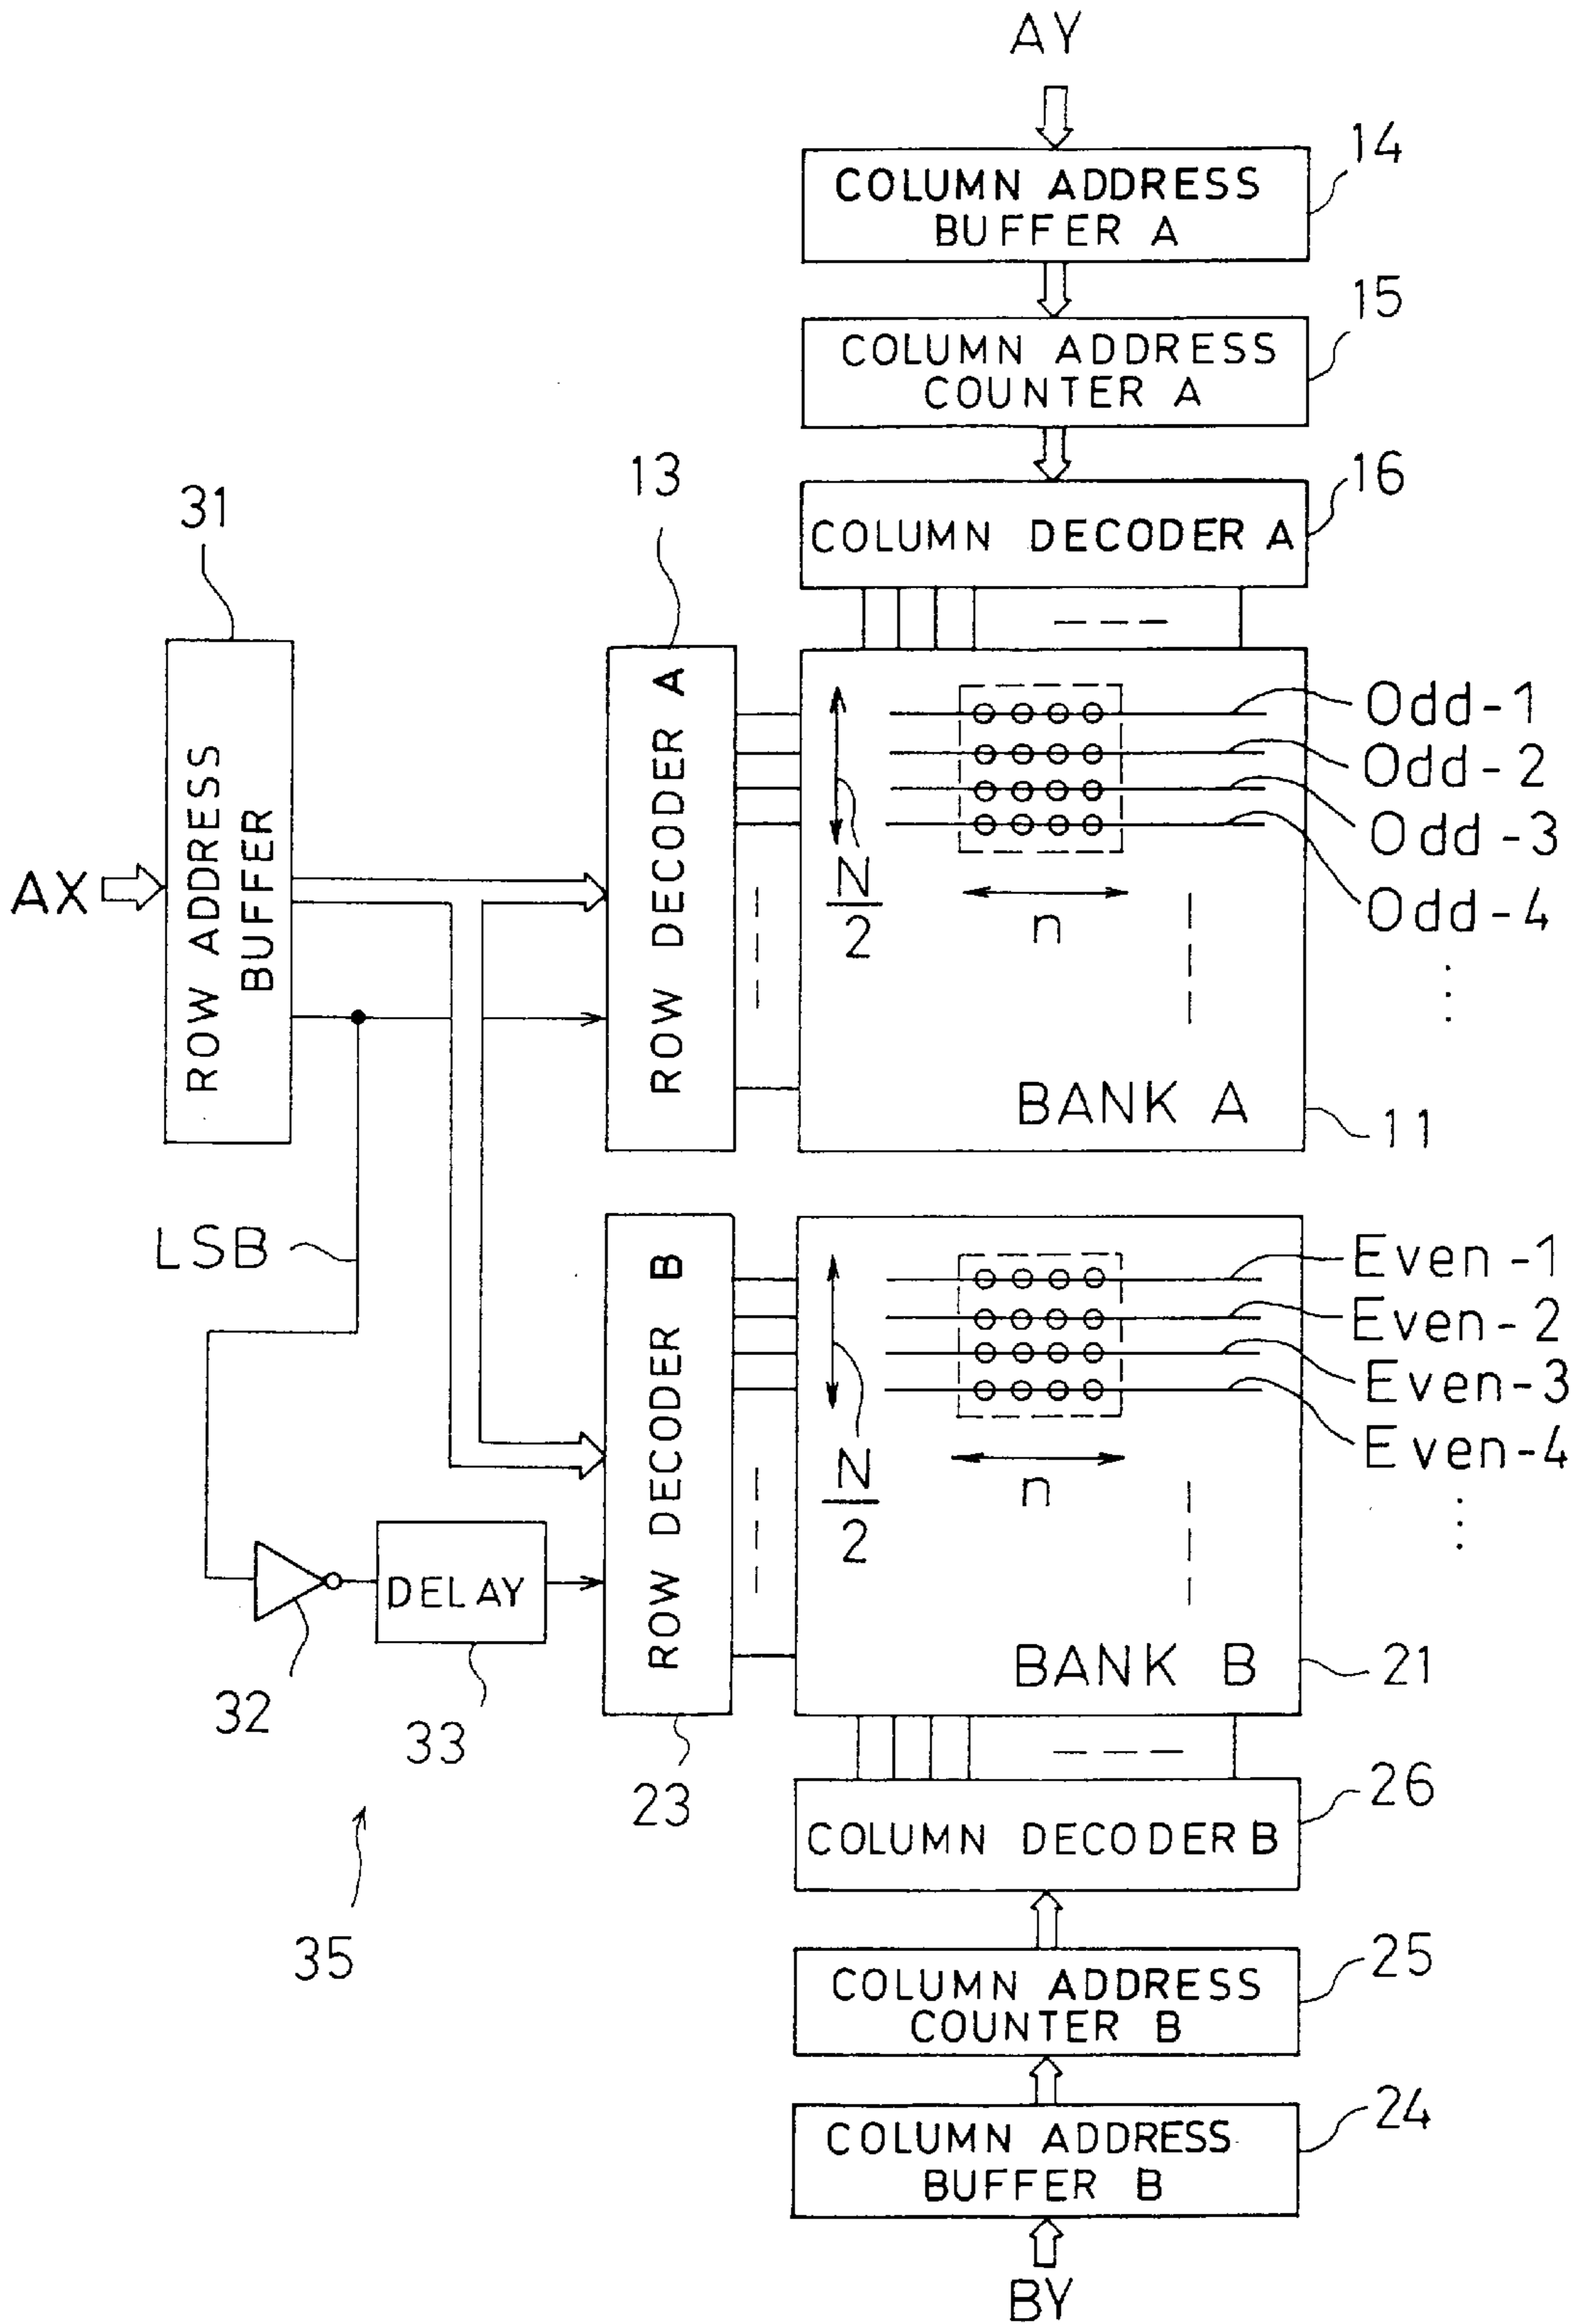 AY
COLUMN ADDRESS
BUFFER A
14
COLUMN ADDRESS
COUNTER A
15
COLUMN DECODER A
16
31
ROW ADDRESS
BUFFER
AX
13
ROW DECODER A
N
2
n
Odd-1
Odd-2
Odd-3
Odd-4
BANK A
11
LSB
ROW DECODER B
N
2
n
Even-1
Even-2
Even-3
Even-4
DELAY
32
33
23
BANK B
21
COLUMN DECODER B
26
35
COLUMN ADDRESS
COUNTER B
25
COLUMN ADDRESS
BUFFER B
24
BY